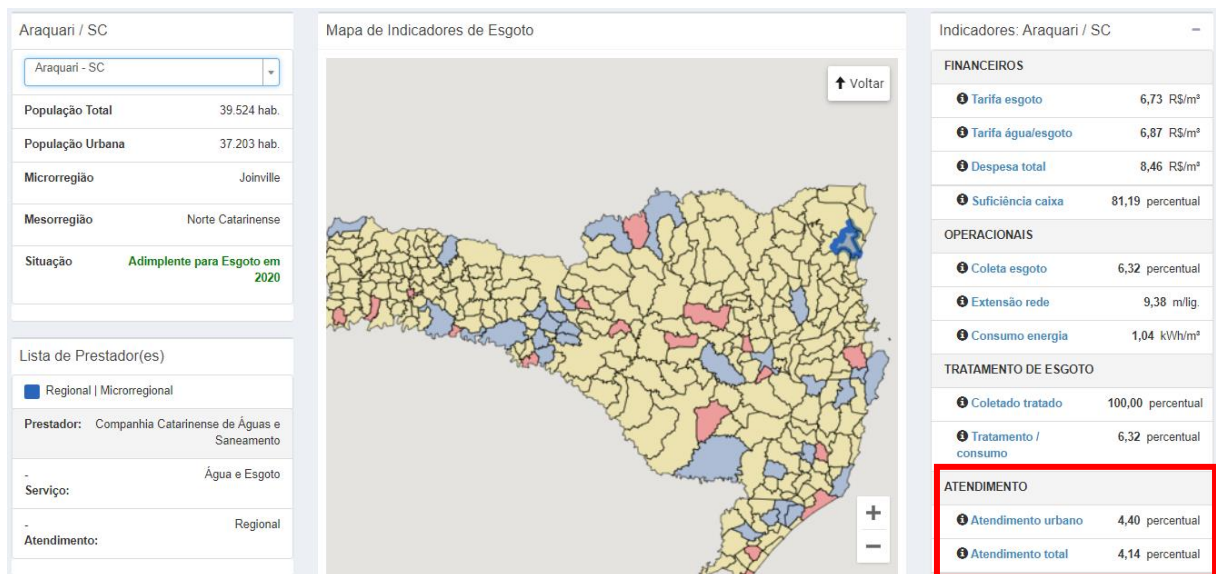 Araquari / SC
Araquari - SC
População Total 39.524 hab.
População Urbana 37.203 hab.
Microrregião Joinville
Mesorregião Norte Catarinense
Situação Adimplente para Esgoto em
2020
Lista de Prestador(es)
Regional | Microrregional
Prestador: Companhia Catarinense de Águas e
Saneamento
- Água e Esgoto
Serviço:
- Regional
Atendimento:
Mapa de Indicadores de Esgoto
Voltar
+
−
Indicadores: Araquari / SC −
FINANCEIROS
Tarifa esgoto 6,73 R$/m³
Tarifa água/esgoto 6,87 R$/m³
Despesa total 8,46 R$/m³
Suficiência caixa 81,19 percentual
OPERACIONAIS
Coleta esgoto 6,32 percentual
Extensão rede 9,38 m/lig.
Consumo energia 1,04 kWh/m³
TRATAMENTO DE ESGOTO
Coletado tratado 100,00 percentual
Tratamento / 6,32 percentual
consumo
ATENDIMENTO
Atendimento urbano 4,40 percentual
Atendimento total 4,14 percentual